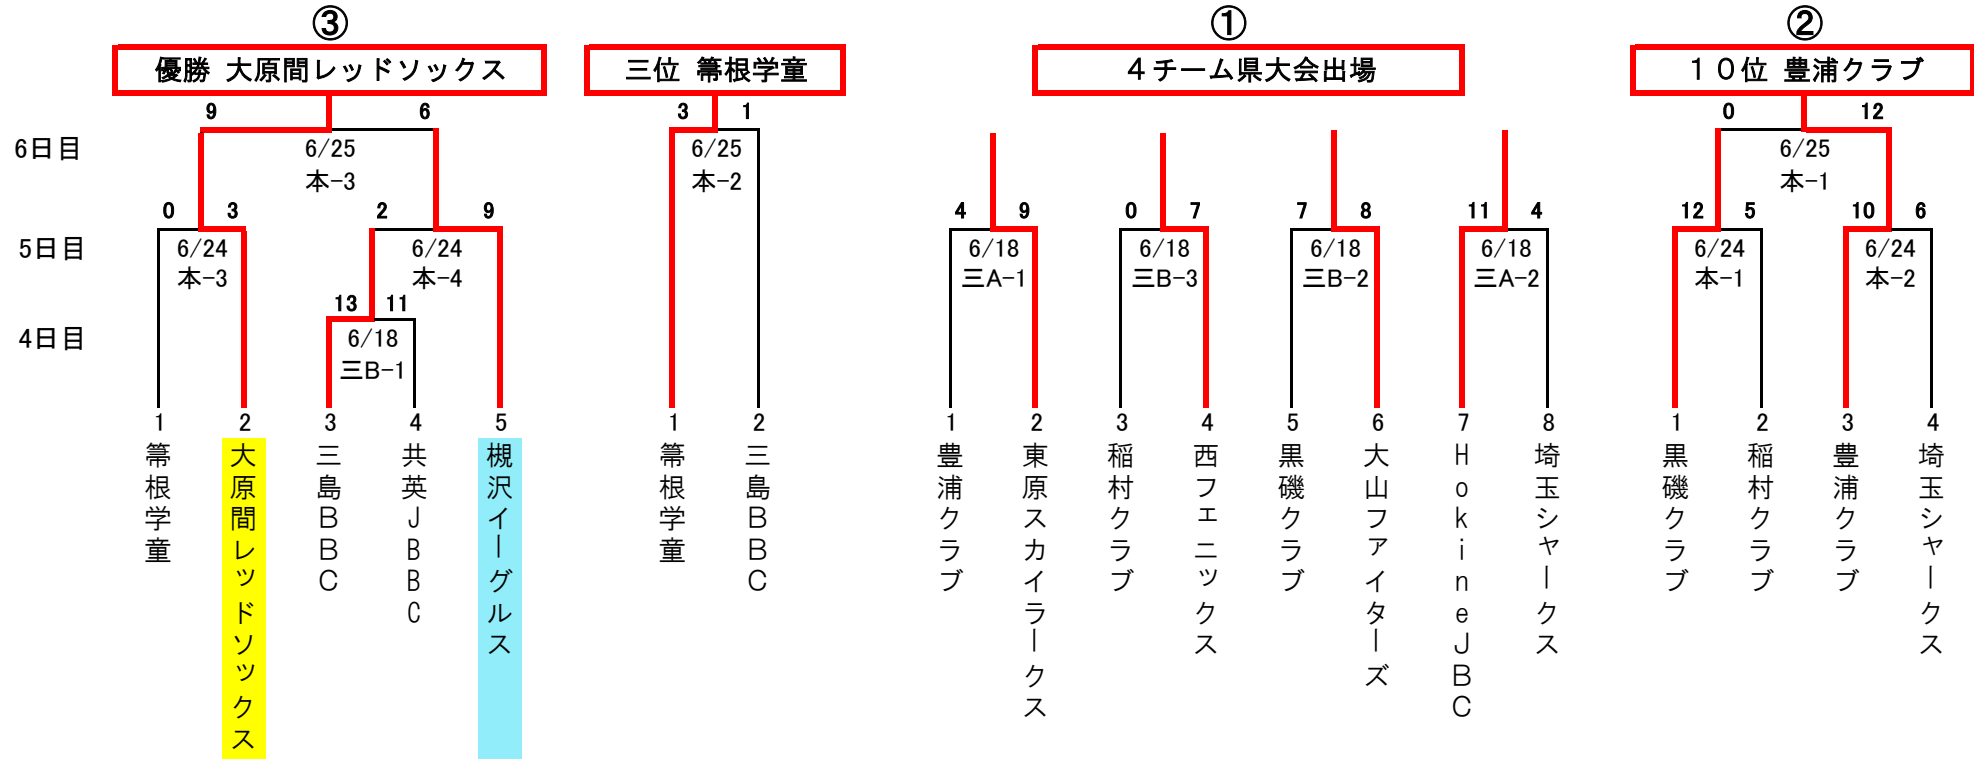 ③ ① ②
優勝 大原間レッドソックス 三位 箒根学童 ４チーム県大会出場 １０位 豊浦クラブ
9 6 3 1 0 12
6日目 6/25 6/25 6/25
本-3 本-2 本-1
0 3 2 9 4 9 0 7 7 8 11 4 12 5 10 6
5日目 6/24 6/24 6/18 6/18 6/18 6/18 6/24 6/24
本-3 本-4 三A-1 三B-3 三B-2 三A-2 本-1 本-2
13 11
4日目 6/18
三B-1
1 2 3 4 5 1 2 1 2 3 4 5 6 7 8 1 2 3 4
箒根学童
大原間レッドソックス
三島ＢＢＣ
共英JBBC
槻沢イーグルス
箒根学童
三島ＢＢＣ
豊浦クラブ
東原スカイラークス
稲村クラブ
西フェニックス
黒磯クラブ
大山ファイターズ
HokineJBC
埼玉シャークス
黒磯クラブ
稲村クラブ
豊浦クラブ
埼玉シャークス